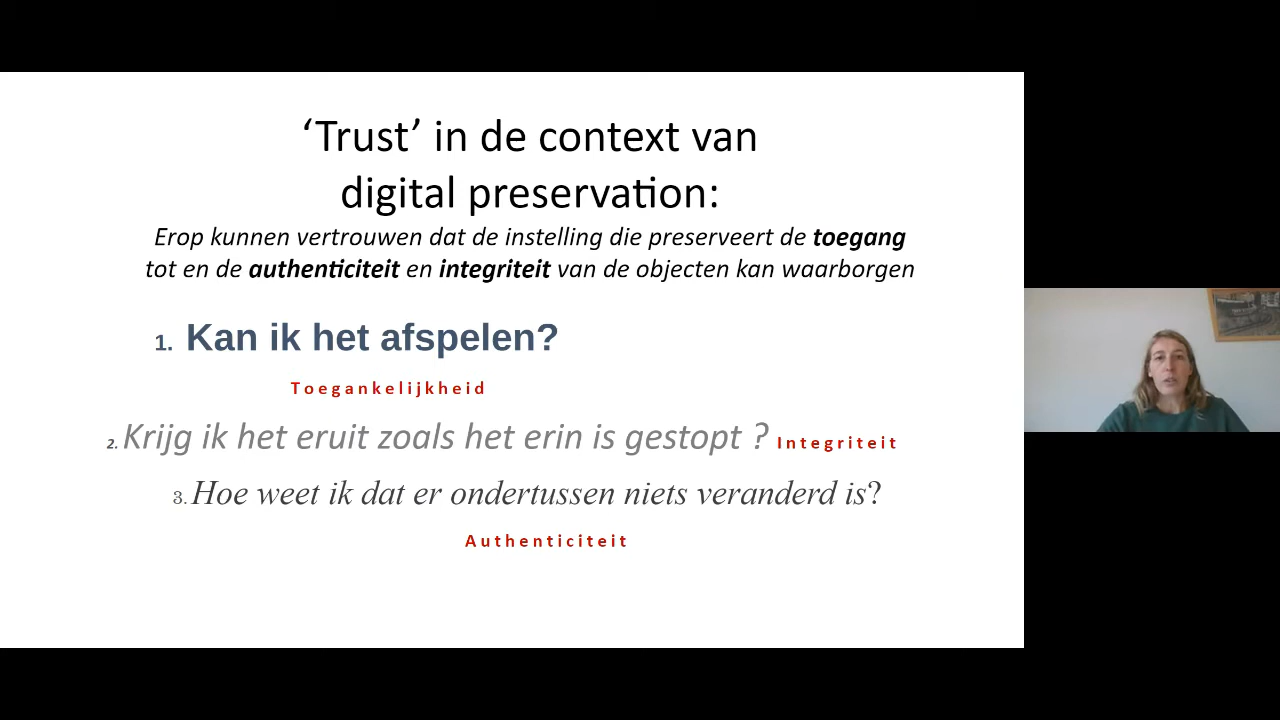 ‘Trust’ in de context van
digital preservation:
Erop kunnen vertrouwen dat de instelling die preserveert de toegang
tot en de authenticiteit en integriteit van de objecten kan waarborgen
1. Kan ik het afspelen?
Toegankelijkheid
2. Krijg ik het eruit zoals het erin is gestopt ? Integriteit
3. Hoe weet ik dat er ondertussen niets veranderd is?
Authenticiteit